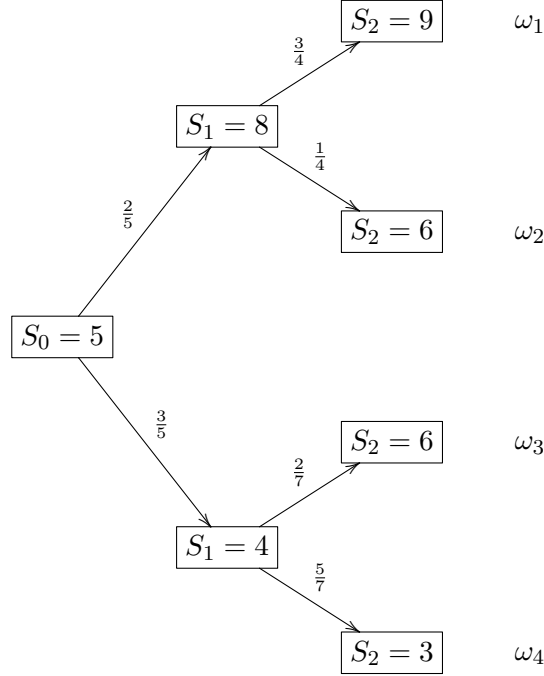 S_2 = 9 ω_1
3/4
S_1 = 8
1/4
2/5
S_2 = 6 ω_2
S_0 = 5
3/5
S_2 = 6 ω_3
2/7
S_1 = 4
5/7
S_2 = 3 ω_4